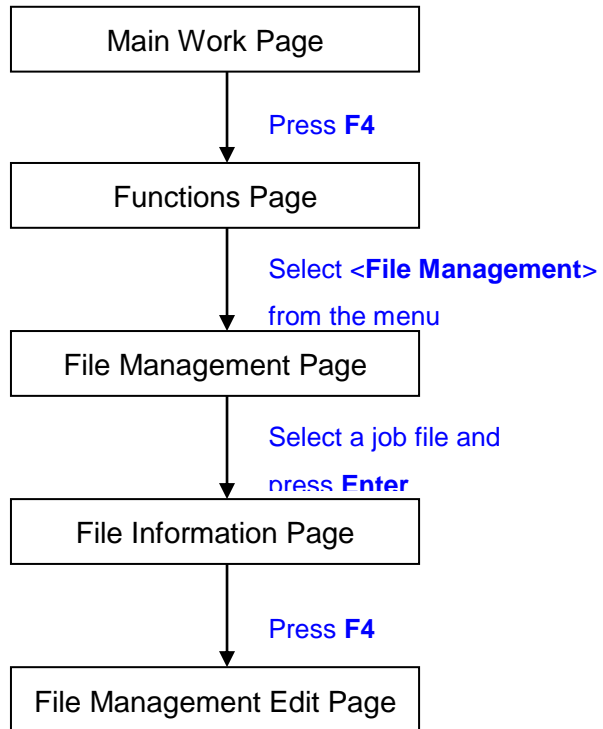 Main Work Page
Press F4
Functions Page
Select <File Management>
from the menu
File Management Page
Select a job file and
press Enter
File Information Page
Press F4
File Management Edit Page